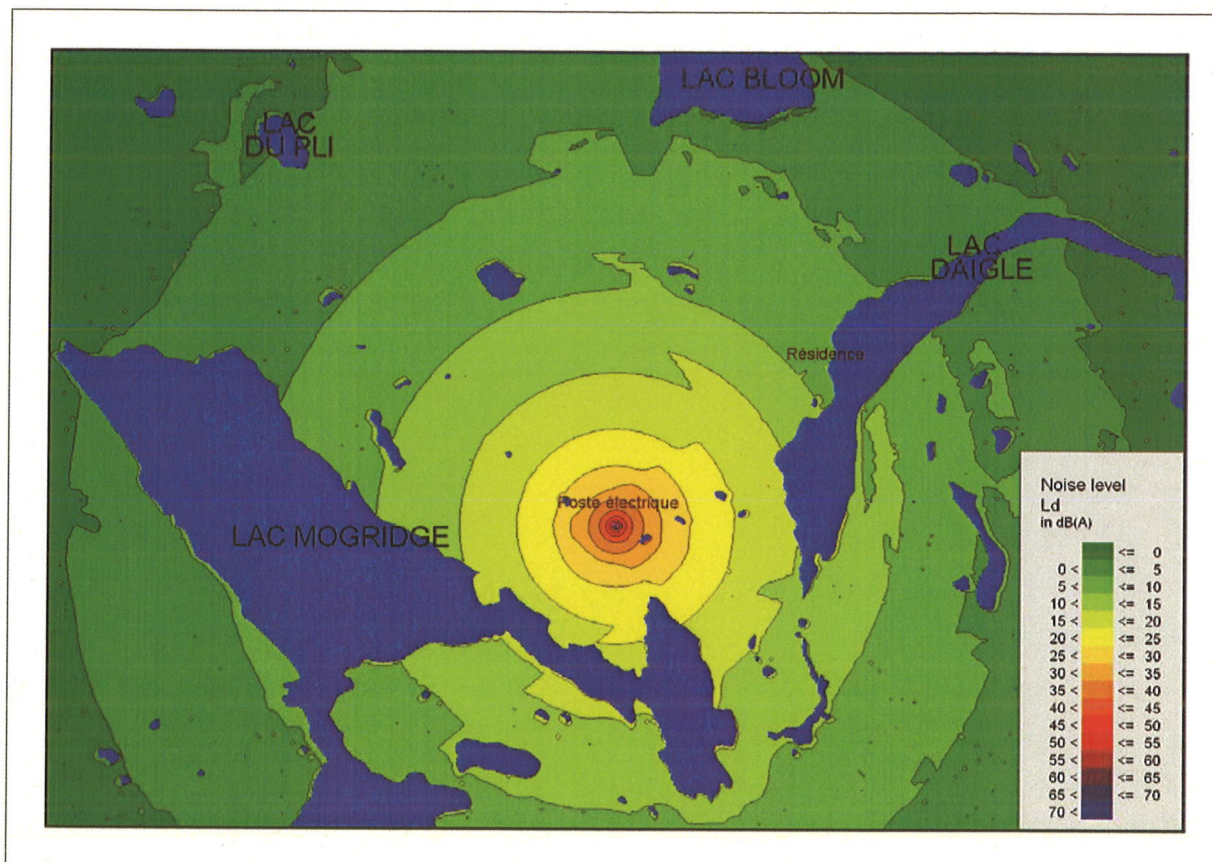 LAC BLOOM
LAC
DU PLI
LAC
DAIGLE
Résidence
Poste électrique
LAC MOGRIDGE
Noise level
Ld
in dB(A)
<= 0
0 < <= 5
5 < <= 10
10 < <= 15
15 < <= 20
20 < <= 25
25 < <= 30
30 < <= 35
35 < <= 40
40 < <= 45
45 < <= 50
50 < <= 55
55 < <= 60
60 < <= 65
65 < <= 70
70 <